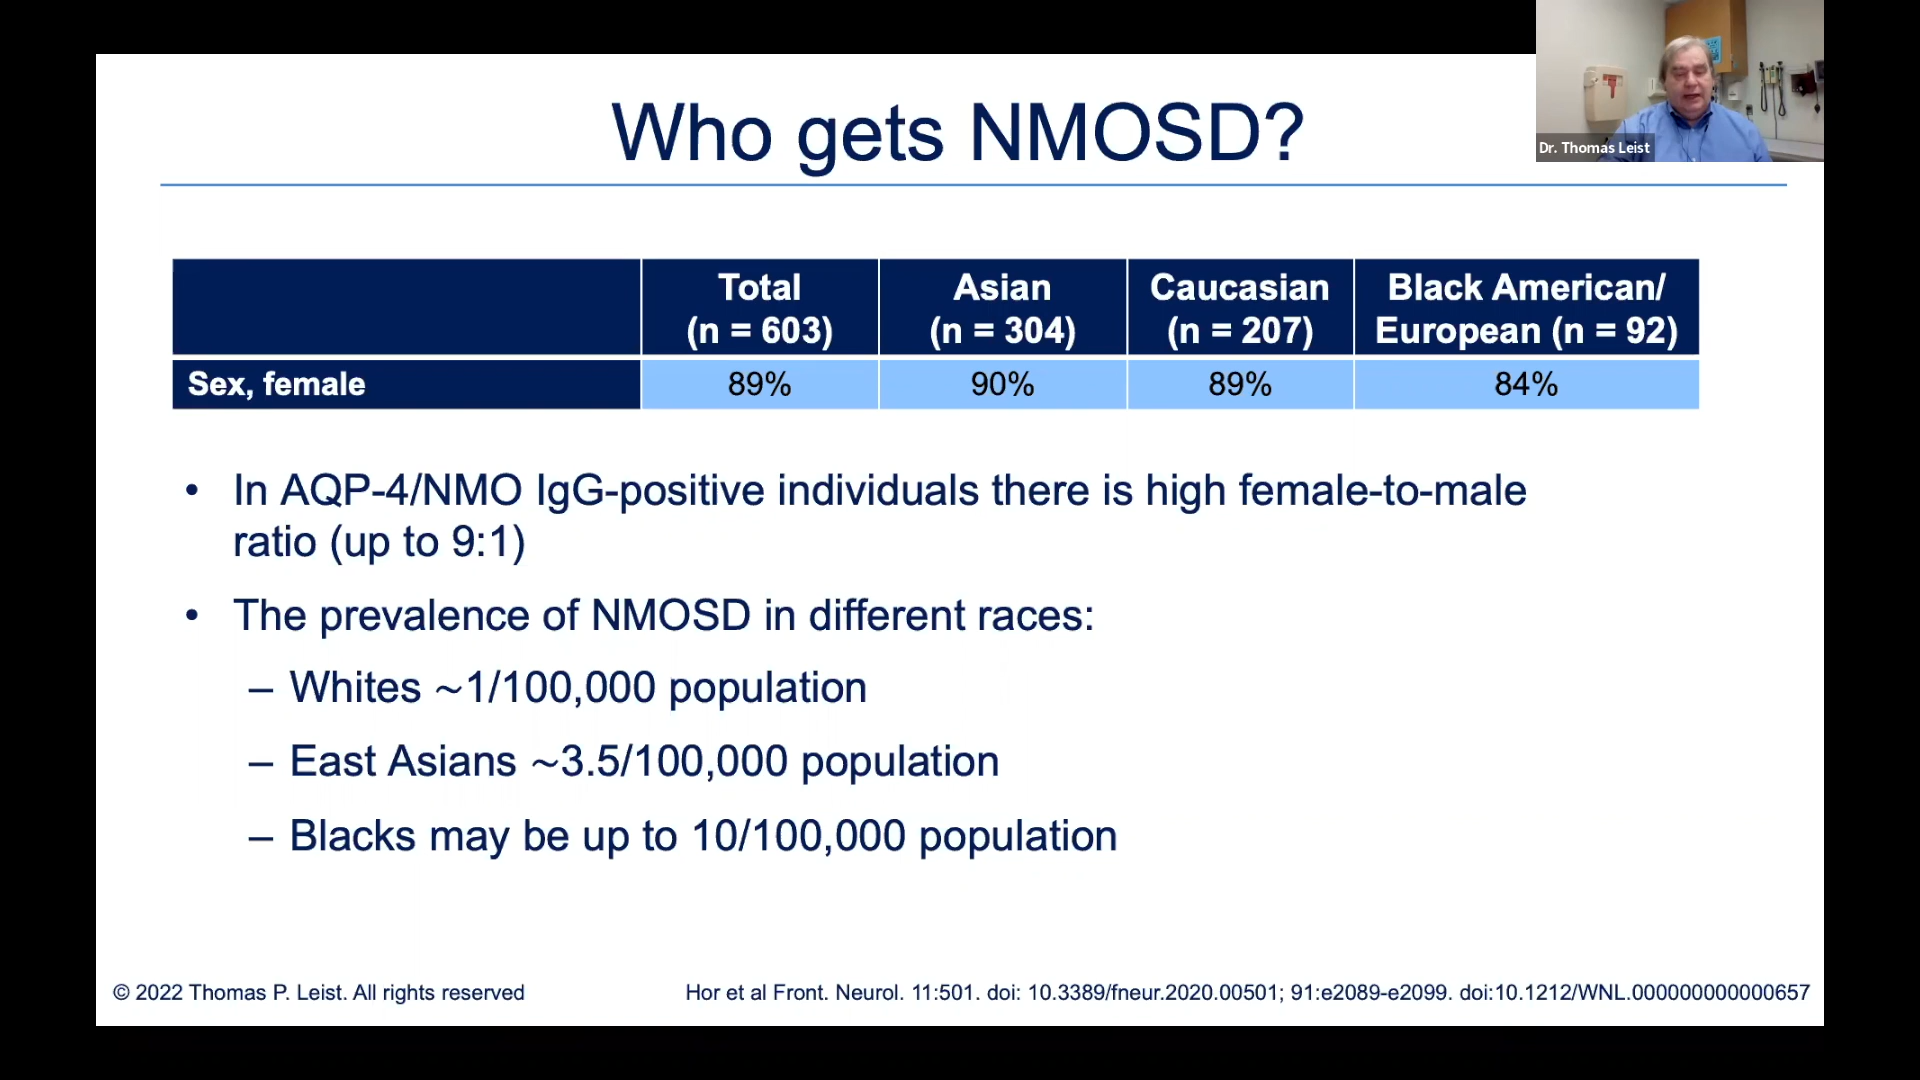 Who gets NMOSD?
Dr. Thomas Leist
Total Asian Caucasian Black American/
(n = 603) (n = 304) (n = 207) European (n = 92)
Sex, female 89% 90% 89% 84%
• In AQP-4/NMO IgG-positive individuals there is high female-to-male
ratio (up to 9:1)
• The prevalence of NMOSD in different races:
– Whites ~1/100,000 population
– East Asians ~3.5/100,000 population
– Blacks may be up to 10/100,000 population
© 2022 Thomas P. Leist. All rights reserved Hor et al Front. Neurol. 11:501. doi: 10.3389/fneur.2020.00501; 91:e2089-e2099. doi:10.1212/WNL.000000000000657